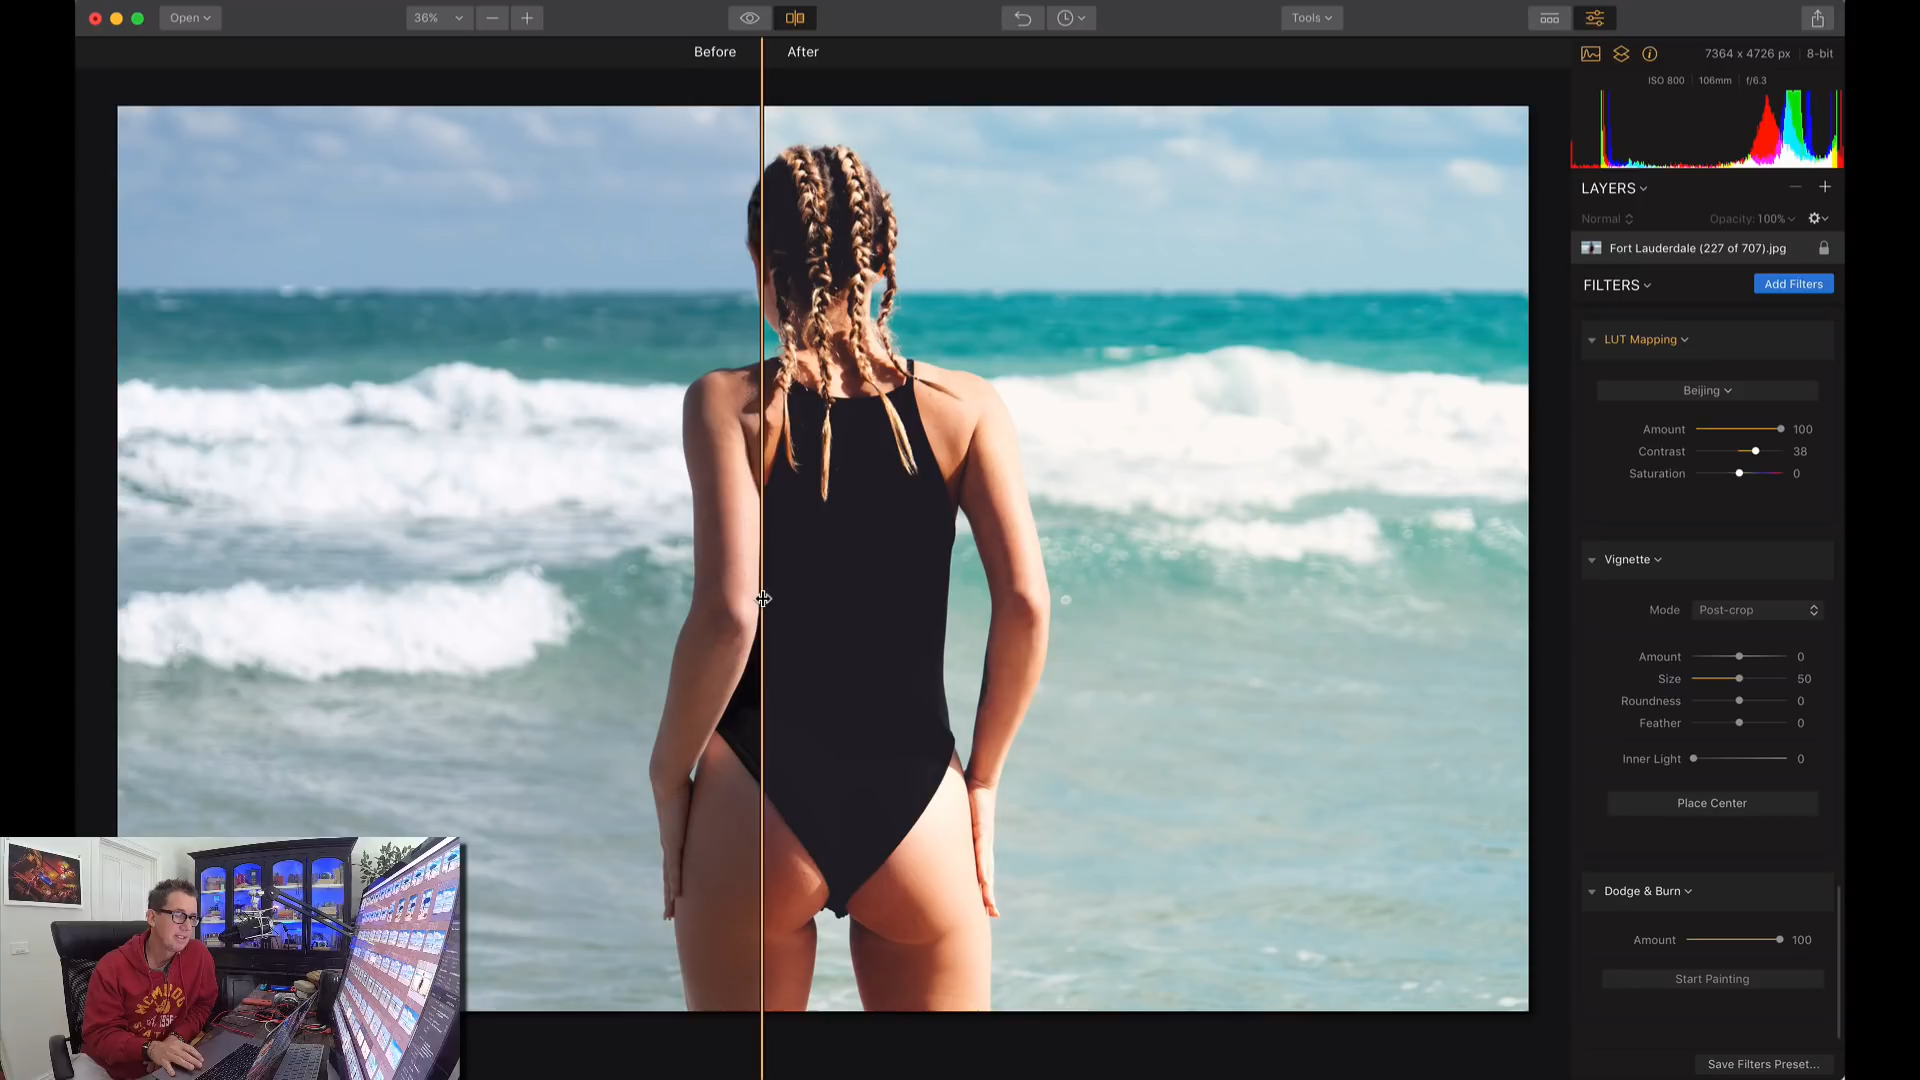 Open
36%
Tools
Before
After
7364 x 4726 px
8-bit
ISO 800
106mm
f/6.3
LAYERS
Normal
Opacity: 100%
Fort Lauderdale (227 of 707).jpg
FILTERS
Add Filters
LUT Mapping
Beijing
Amount 100
Contrast 38
Saturation 0
Vignette
Mode Post-crop
Amount 0
Size 50
Roundness 0
Feather 0
Inner Light 0
Place Center
Dodge & Burn
Amount 100
Start Painting
Save Filters Preset...